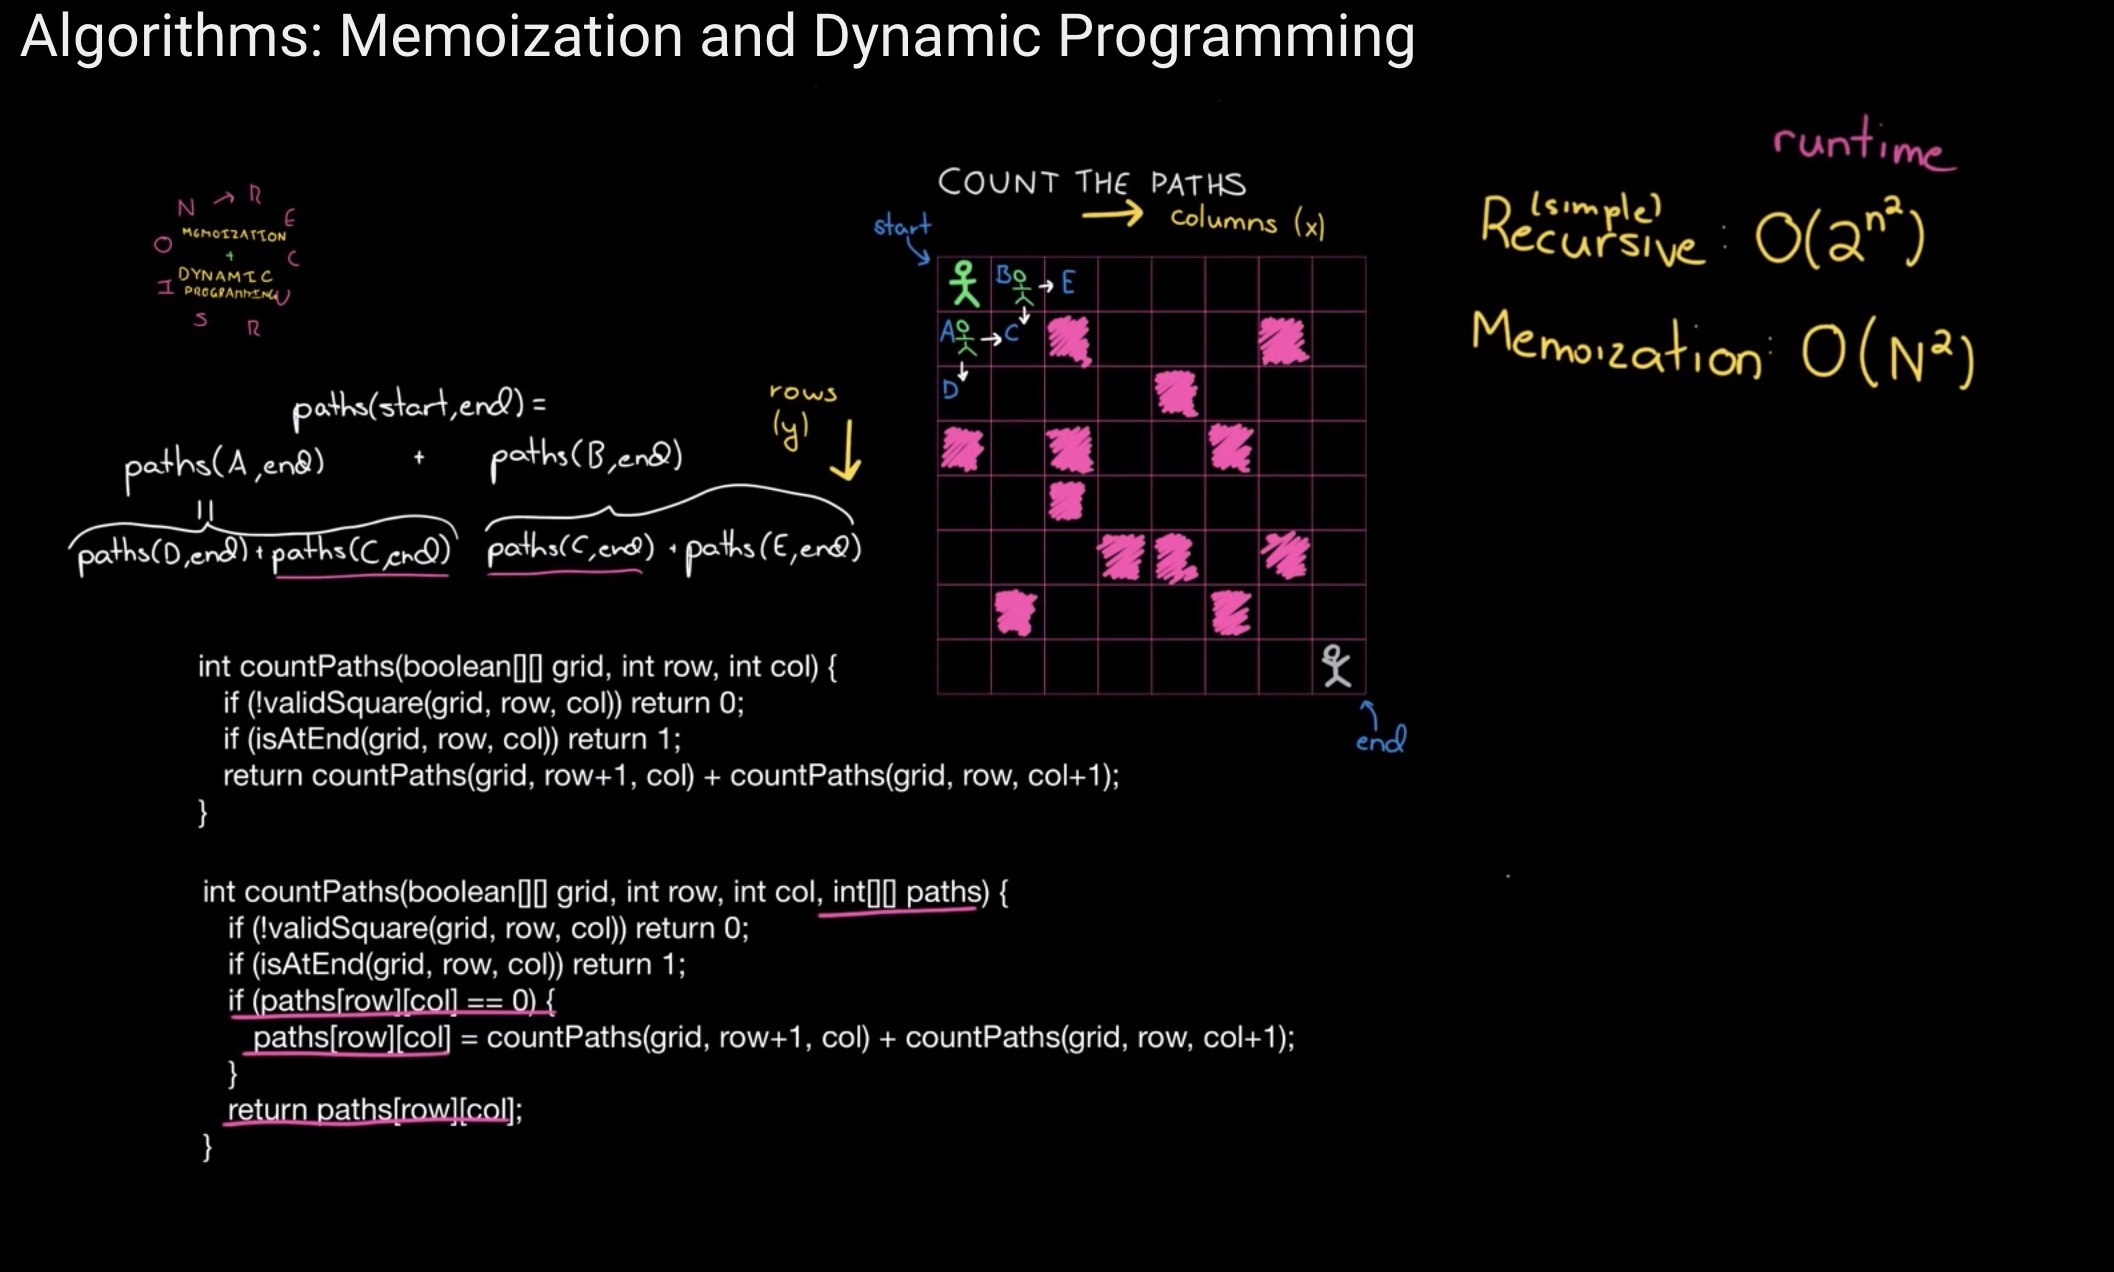 Algorithms: Memoization and Dynamic Programming
RECURSION
MEMOIZATION
+
DYNAMIC
PROGRAMMING
paths(start,end) =
paths(A,end) + paths(B,end)
||
paths(D,end) + paths(C,end) paths(C,end) + paths(E,end)
COUNT THE PATHS
→ columns (x)
start
rows
(y)
B → E
A → C
D
end
runtime
(simple)
Recursive : O(2^n²)
Memoization: O(N²)
int countPaths(boolean[][] grid, int row, int col) {
if (!validSquare(grid, row, col)) return 0;
if (isAtEnd(grid, row, col)) return 1;
return countPaths(grid, row+1, col) + countPaths(grid, row, col+1);
}
int countPaths(boolean[][] grid, int row, int col, int[][] paths) {
if (!validSquare(grid, row, col)) return 0;
if (isAtEnd(grid, row, col)) return 1;
if (paths[row][col] == 0) {
paths[row][col] = countPaths(grid, row+1, col) + countPaths(grid, row, col+1);
}
return paths[row][col];
}